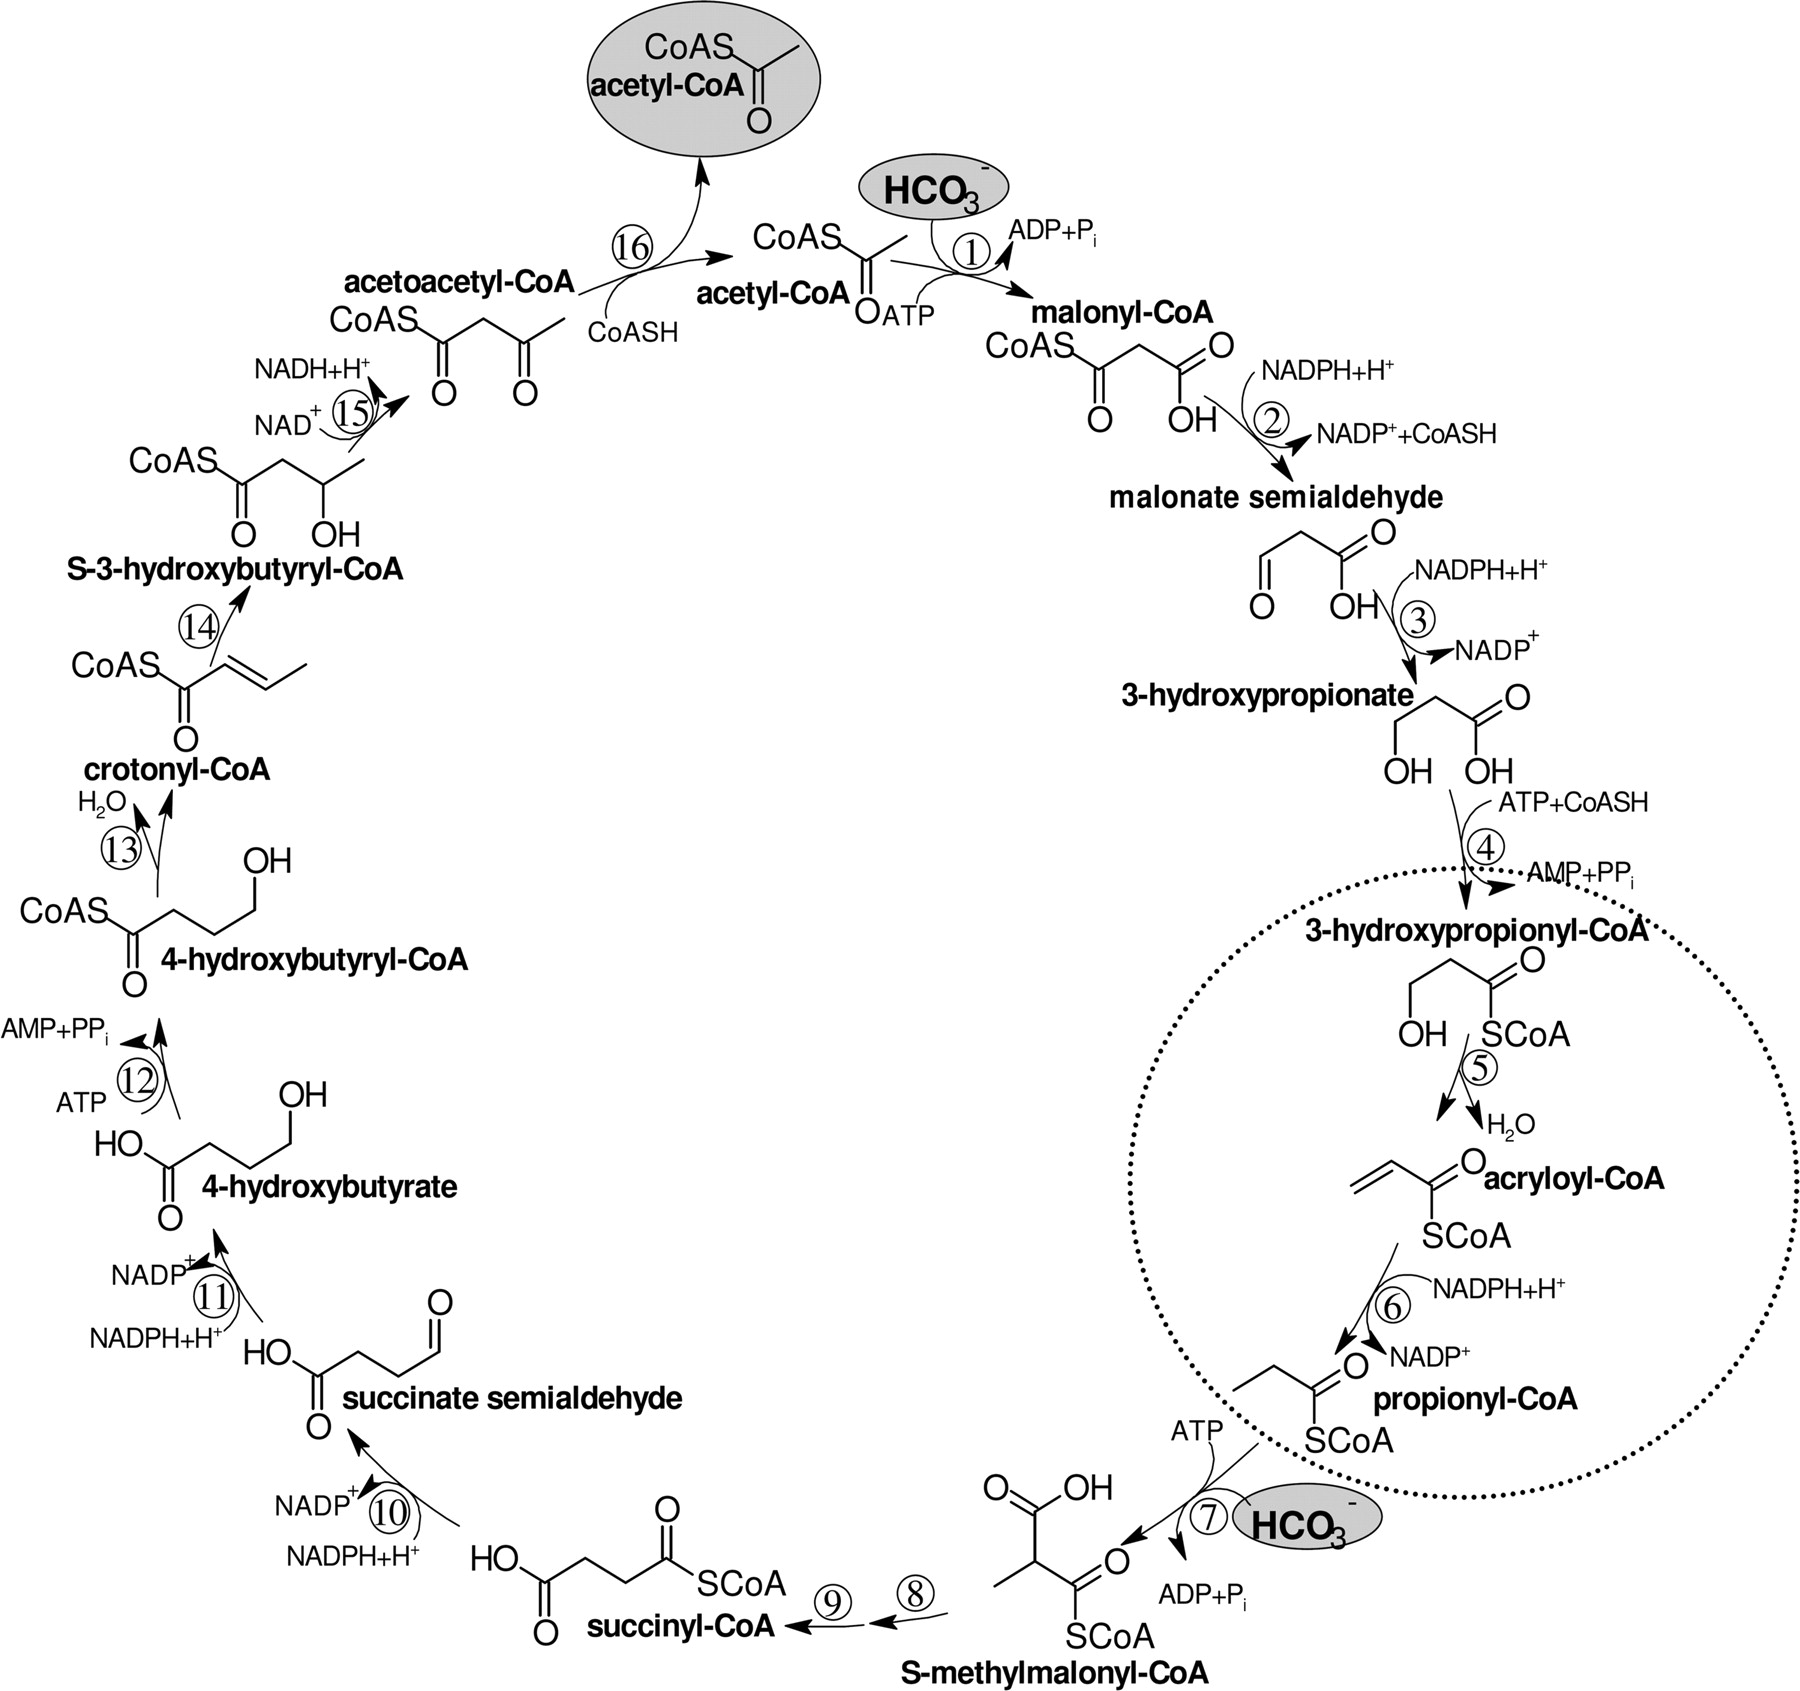 CoAS
acetyl-CoA
O
HCO3-
16
CoAS
1
ADP+Pi
acetoacetyl-CoA
acetyl-CoA
O
ATP
malonyl-CoA
CoAS
O
O
CoASH
CoAS
O
O
OH
NADH+H+
15
NAD+
NADPH+H+
2
NADP++CoASH
CoAS
O
OH
S-3-hydroxybutyryl-CoA
malonate semialdehyde
O
O
OH
NADPH+H+
3
NADP+
14
CoAS
O
crotonyl-CoA
3-hydroxypropionate
O
OH
OH
H2O
13
ATP+CoASH
4
AMP+PPi
OH
CoAS
O
4-hydroxybutyryl-CoA
3-hydroxypropionyl-CoA
O
OH
SCoA
AMP+PPi
12
ATP
5
H2O
OH
HO
O
4-hydroxybutyrate
O
acryloyl-CoA
SCoA
NADP+
11
NADPH+H+
NADPH+H+
6
NADP+
O
HO
O
succinate semialdehyde
O
propionyl-CoA
SCoA
ATP
7
HCO3-
ADP+Pi
NADP+
10
NADPH+H+
O
HO
SCoA
O
succinyl-CoA
9
8
O
OH
O
SCoA
S-methylmalonyl-CoA